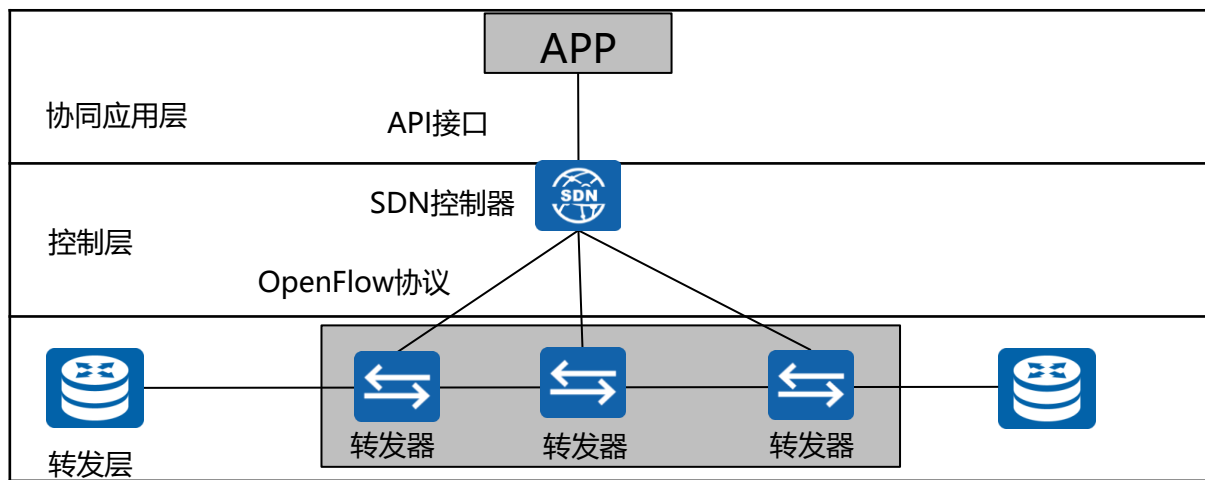 APP
协同应用层
API接口
SDN控制器
SDN
控制层
OpenFlow协议
转发器
转发器
转发器
转发层